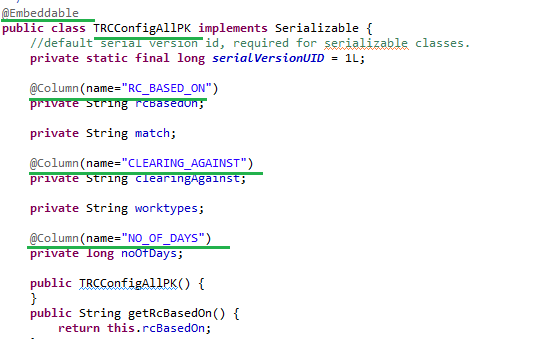 @Embeddable
public class TRCConfigAllPK implements Serializable {
//default serial version id, required for serializable classes.
private static final long serialVersionUID = 1L;
@Column(name="RC_BASED_ON")
private String rcBasedOn;
private String match;
@Column(name="CLEARING_AGAINST")
private String clearingAgainst;
private String worktypes;
@Column(name="NO_OF_DAYS")
private long noOfDays;
public TRCConfigAllPK() {
}
public String getRcBasedOn() {
return this.rcBasedOn;